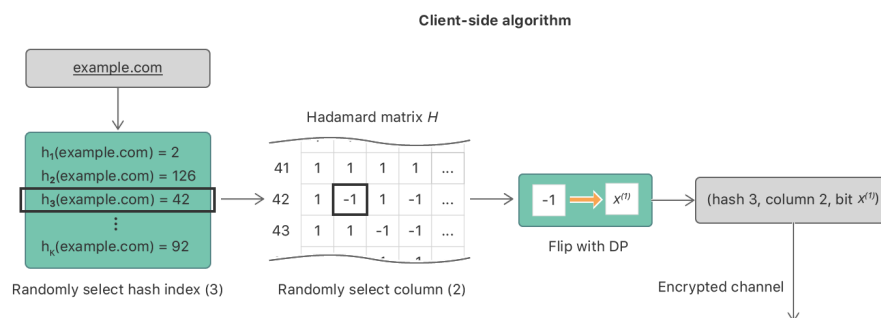 Client-side algorithm
example.com
h₁(example.com) = 2
h₂(example.com) = 126
h₃(example.com) = 42
⋮
hₖ(example.com) = 92
Randomly select hash index (3)
Hadamard matrix H
41 1 1 1 1 ...
42 1 -1 1 -1 ...
43 1 1 -1 -1 ...
Randomly select column (2)
-1 x⁽¹⁾
Flip with DP
(hash 3, column 2, bit x⁽¹⁾)
Encrypted channel